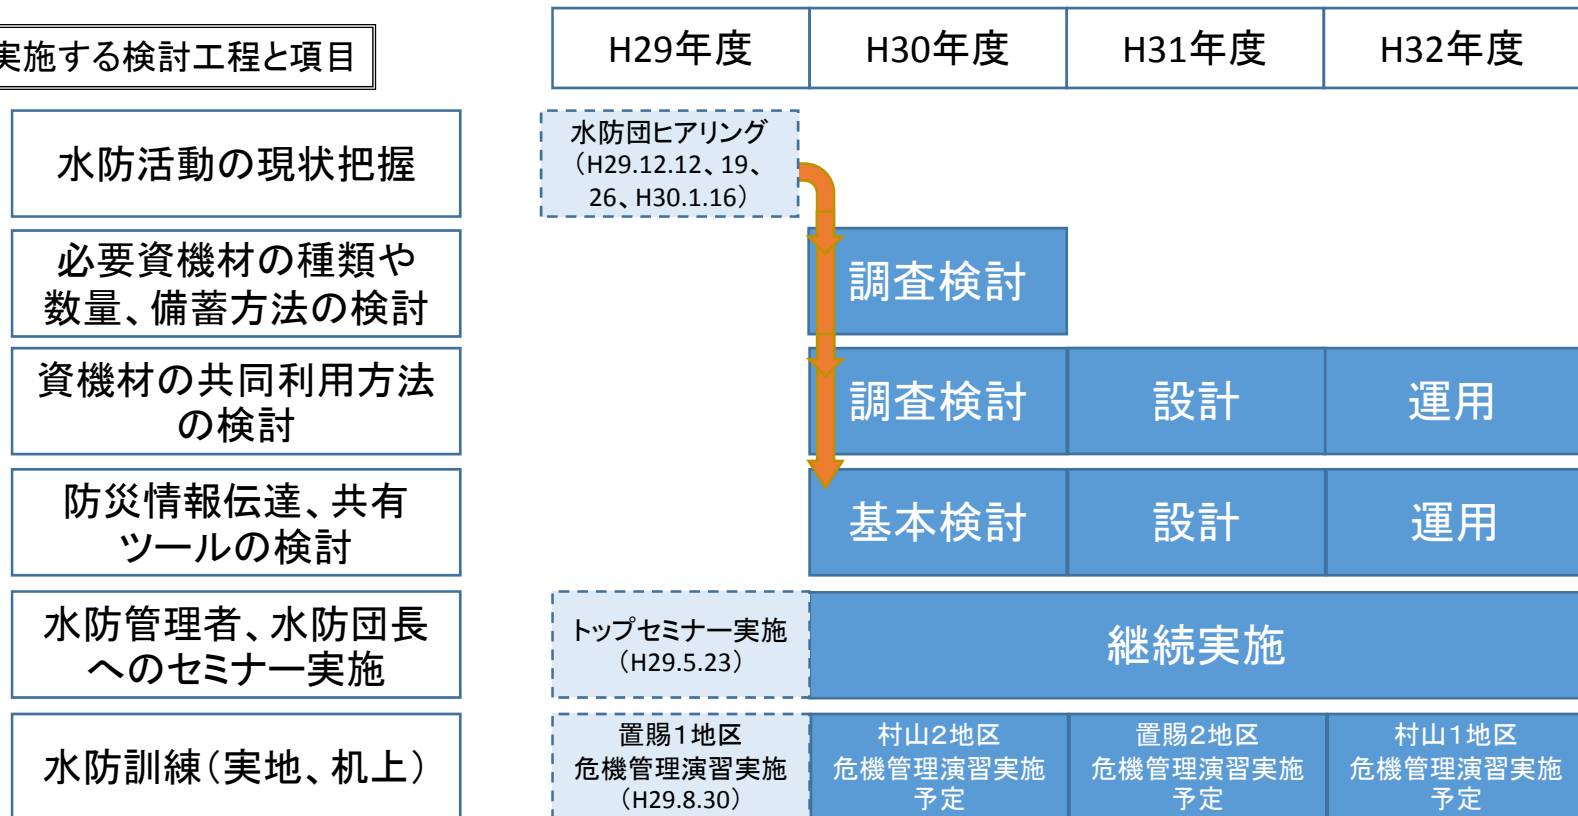 実施する検討工程と項目
H29年度
H30年度
H31年度
H32年度
水防活動の現状把握
水防団ヒアリング
（H29.12.12、19、
26、H30.1.16）
必要資機材の種類や
数量、備蓄方法の検討
調査検討
資機材の共同利用方法
の検討
調査検討
設計
運用
防災情報伝達、共有
ツールの検討
基本検討
設計
運用
水防管理者、水防団長
へのセミナー実施
トップセミナー実施
（H29.5.23）
継続実施
水防訓練（実地、机上）
置賜１地区
危機管理演習実施
（H29.8.30）
村山２地区
危機管理演習実施
予定
置賜２地区
危機管理演習実施
予定
村山１地区
危機管理演習実施
予定